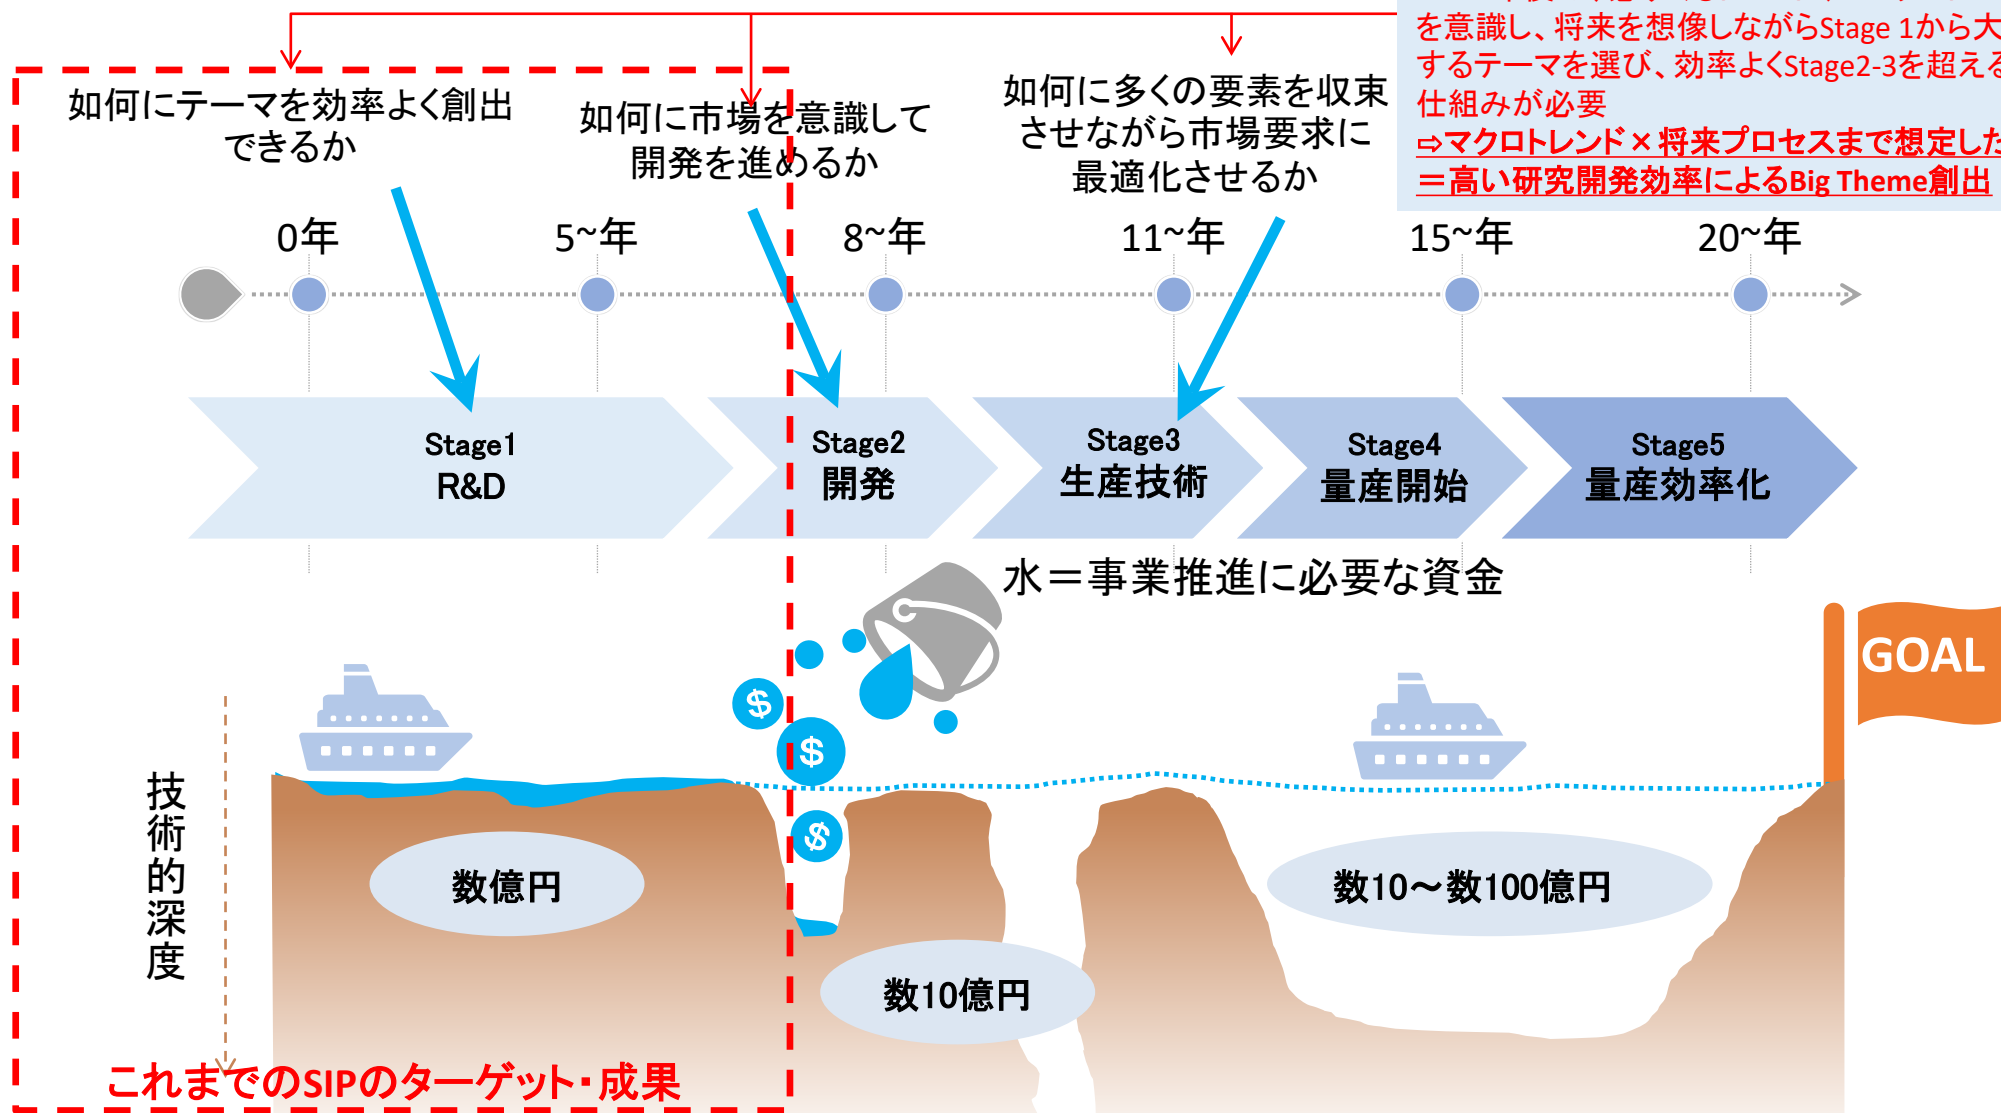 を意識し、将来を想像しながらStage 1から大
するテーマを選び、効率よくStage2-3を超える
仕組みが必要
⇨マクロトレンド×将来プロセスまで想定した
＝高い研究開発効率によるBig Theme創出
如何にテーマを効率よく創出
できるか
如何に市場を意識して
開発を進めるか
如何に多くの要素を収束
させながら市場要求に
最適化させるか
0年
5~年
8~年
11~年
15~年
20~年
Stage1
R&D
Stage2
開発
Stage3
生産技術
Stage4
量産開始
Stage5
量産効率化
水＝事業推進に必要な資金
GOAL
$
$
$
技術的深度
数億円
数10億円
数10～数100億円
これまでのSIPのターゲット・成果